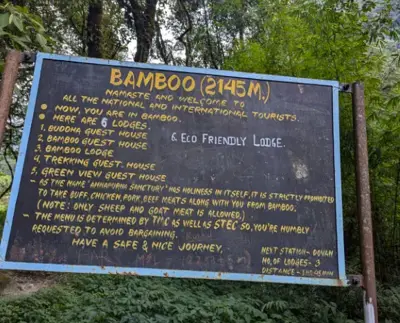 BAMBOO (2145M.)
NAMASTE AND WELCOME TO
ALL THE NATIONAL AND INTERNATIONAL TOURISTS.
NOW, YOU ARE IN BAMBOO.
HERE ARE 6 LODGES.
1. BUDDHA GUEST HOUSE
2. BAMBOO GUEST HOUSE
3. BAMBOO LODGE
4. TREKKING GUEST HOUSE
5. GREEN VIEW GUEST HOUSE
6 ECO FRIENDLY LODGE.
- AS THE NAME "ANNAPURNA SANCTUARY" HAS HOLINESS IN ITSELF, IT IS STRICTLY PROHIBITED
TO TAKE BUFF, CHICKEN, PORK, BEEF MEATS ALONG WITH YOU FROM BAMBOO.
(NOTE: ONLY SHEEP AND GOAT MEAT IS ALLOWED.)
- THE MENU IS DETERMINED BY TMC AS WELL AS STEC SO, YOU'RE HUMBLY
REQUESTED TO AVOID BARGAINING.
HAVE A SAFE & NICE JOURNEY.
NEXT STATION - DOVAN
NO. OF LODGES - 3
DISTANCE - 1HR